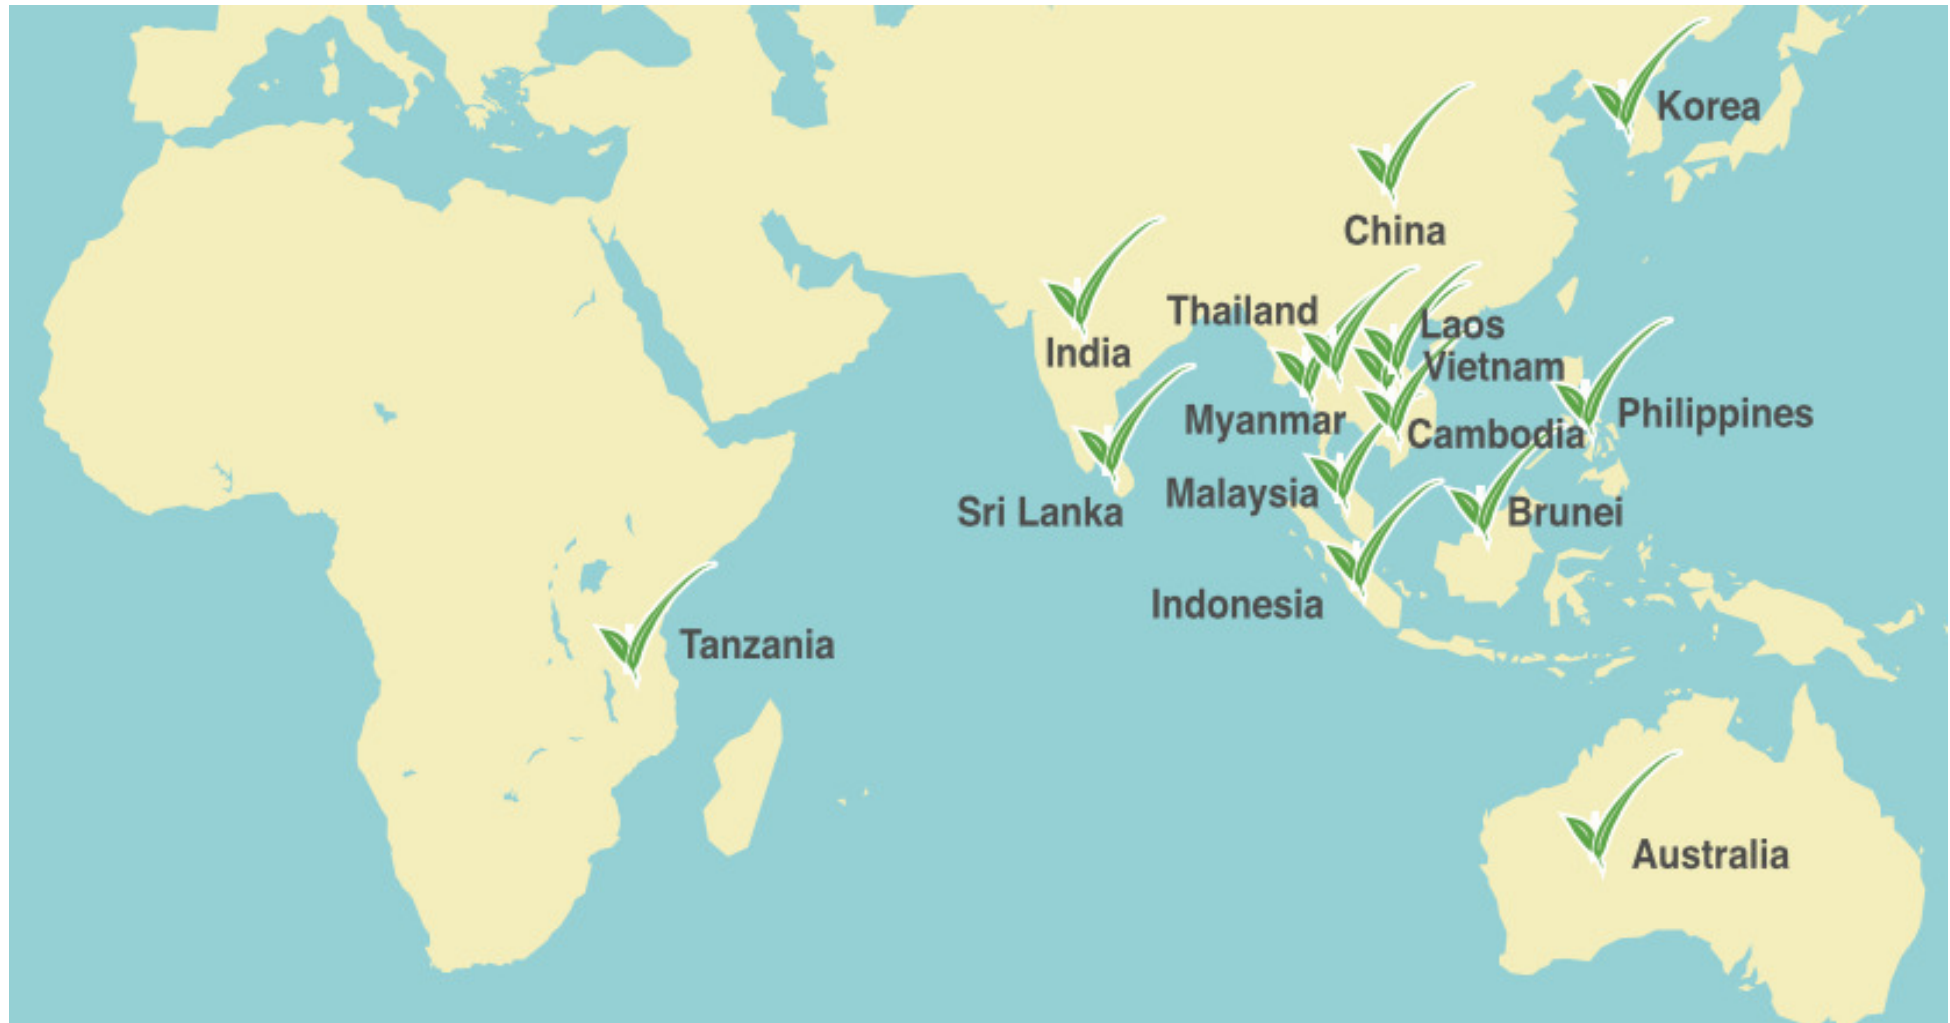 Korea
China
Thailand
Laos
India
Vietnam
Myanmar
Philippines
Cambodia
Malaysia
Sri Lanka
Brunei
Indonesia
Tanzania
Australia